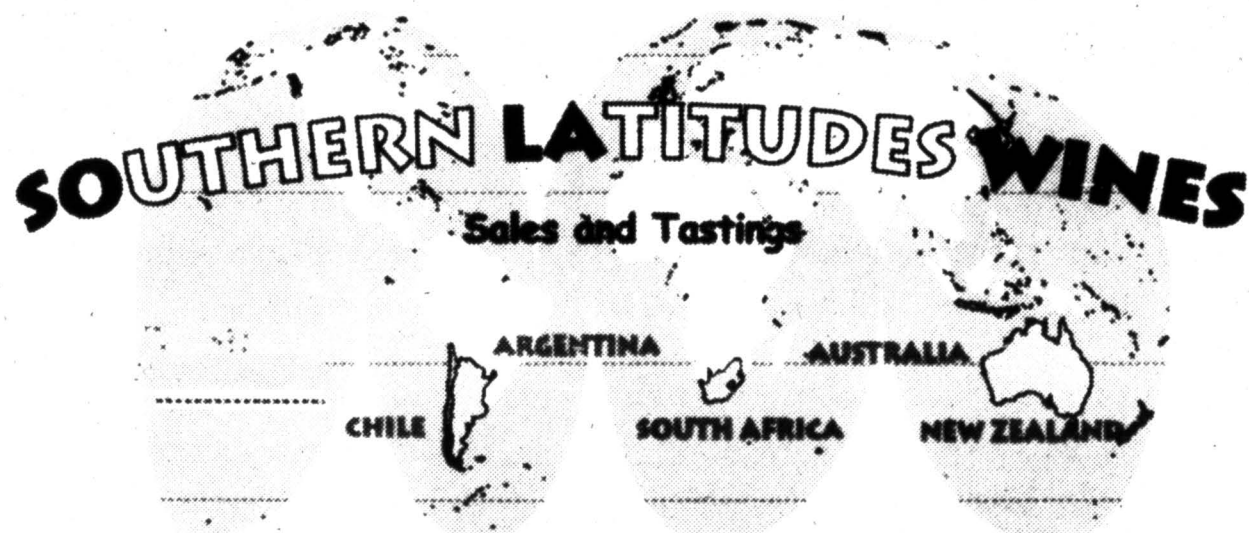 SOUTHERN LATITUDES WINES
Sales and Tastings
ARGENTINA
AUSTRALIA
CHILE
SOUTH AFRICA
NEW ZEALAND